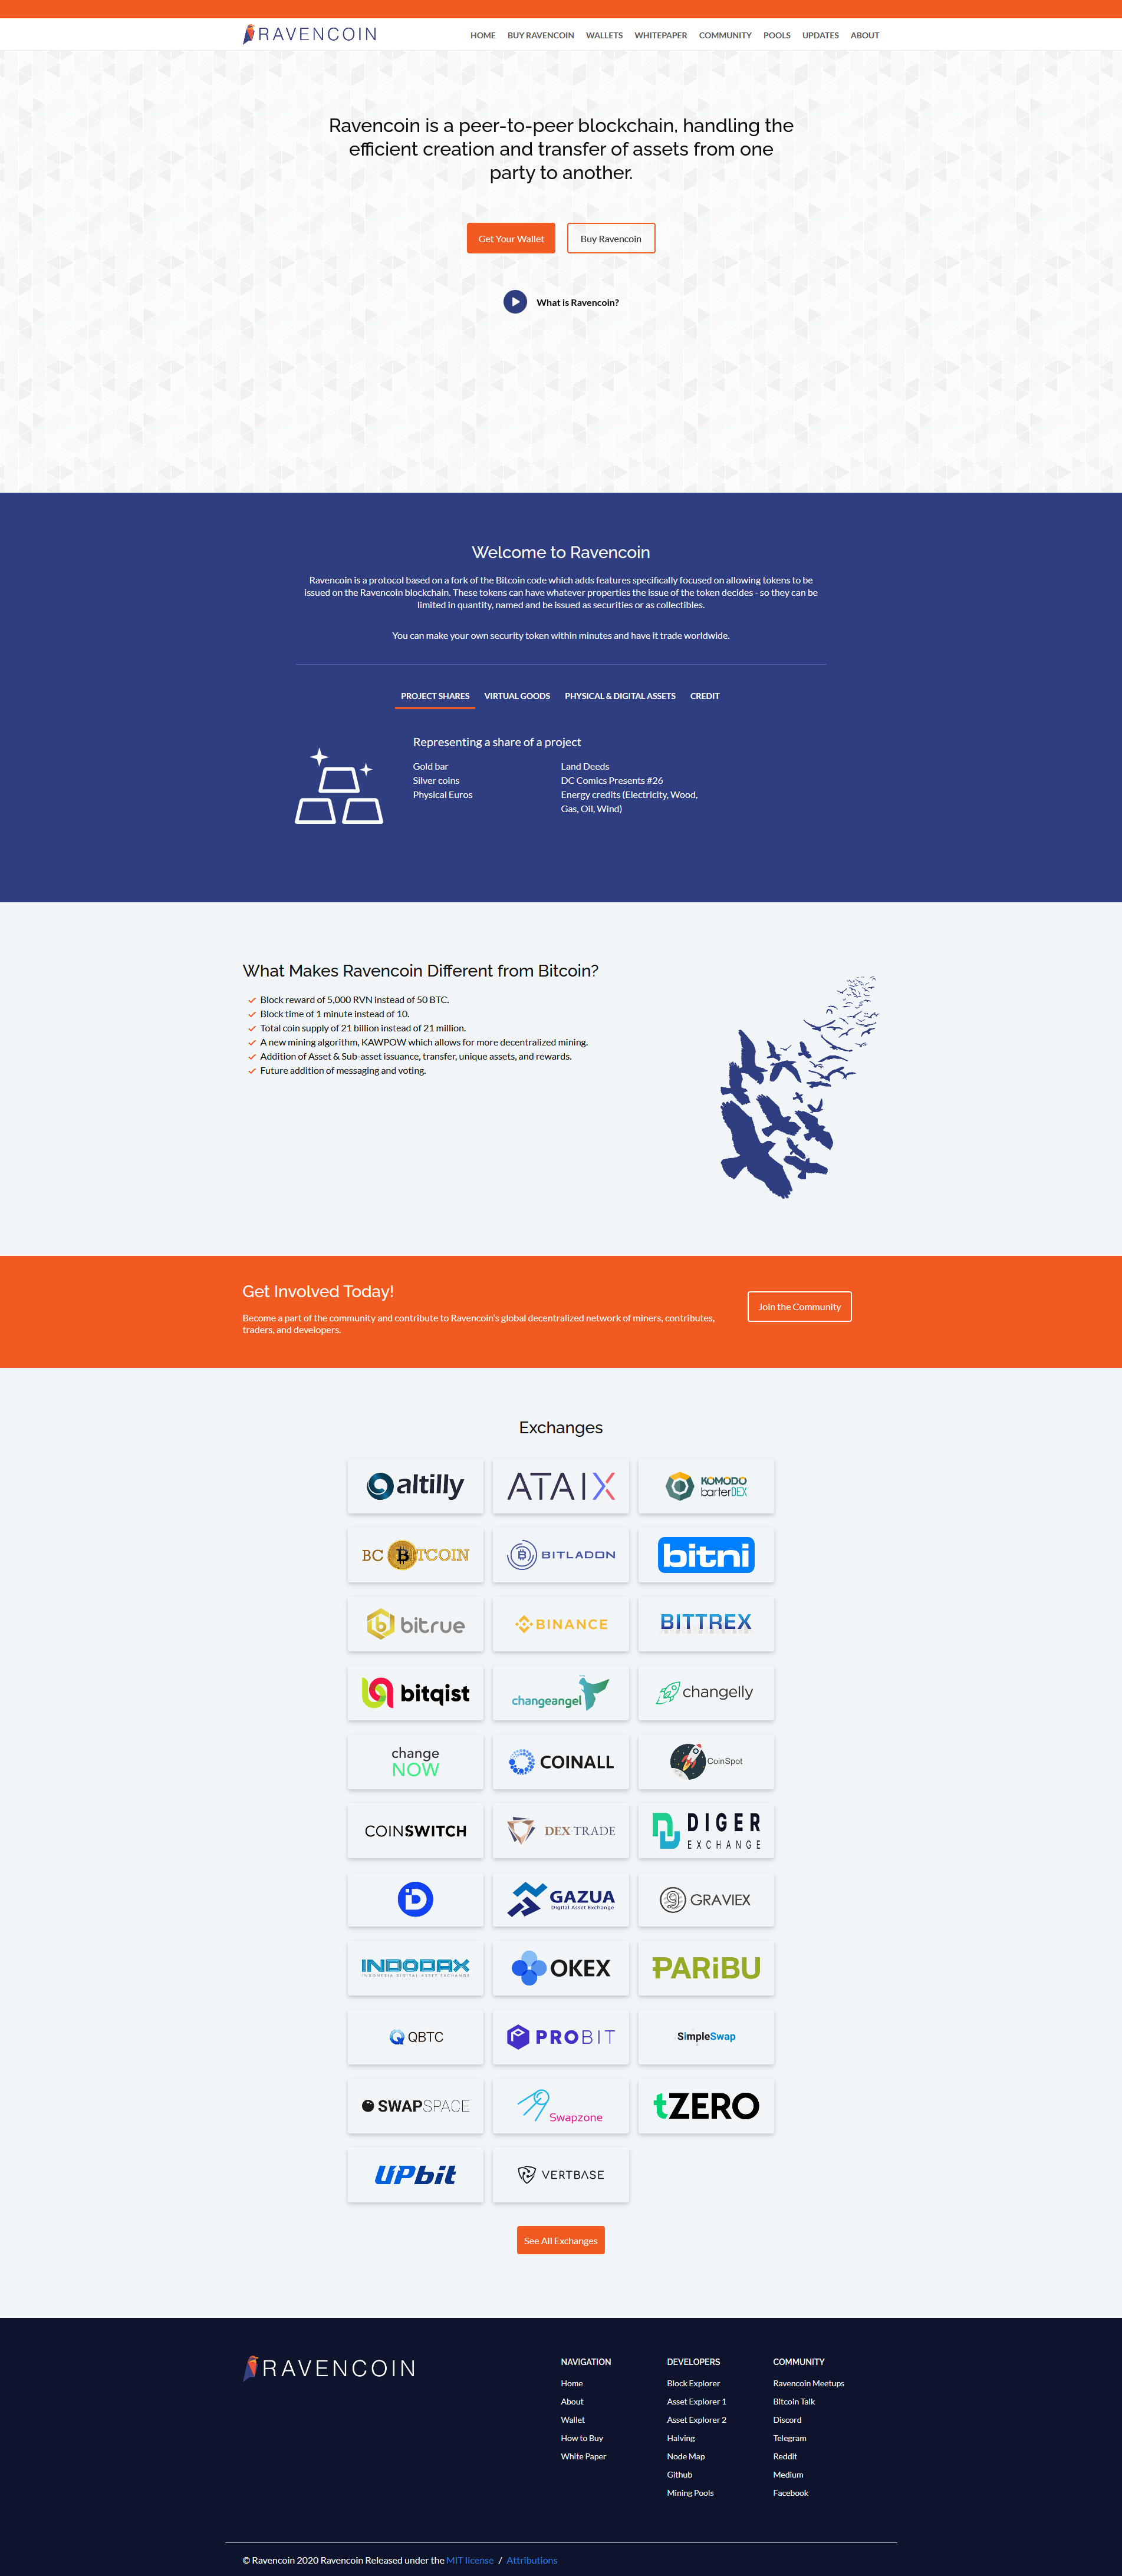 RAVENCOIN
HOME BUY RAVENCOIN WALLETS WHITEPAPER COMMUNITY POOLS UPDATES ABOUT
Ravencoin is a peer-to-peer blockchain, handling the
efficient creation and transfer of assets from one
party to another.
Get Your Wallet
Buy Ravencoin
What is Ravencoin?
Welcome to Ravencoin
Ravencoin is a protocol based on a fork of the Bitcoin code which adds features specifically focused on allowing tokens to be
issued on the Ravencoin blockchain. These tokens can have whatever properties the issue of the token decides - so they can be
limited in quantity, named and be issued as securities or as collectibles.
You can make your own security token within minutes and have it trade worldwide.
PROJECT SHARES VIRTUAL GOODS PHYSICAL & DIGITAL ASSETS CREDIT
Representing a share of a project
Gold bar
Silver coins
Physical Euros
Land Deeds
DC Comics Presents #26
Energy credits (Electricity, Wood,
Gas, Oil, Wind)
What Makes Ravencoin Different from Bitcoin?
Block reward of 5,000 RVN instead of 50 BTC.
Block time of 1 minute instead of 10.
Total coin supply of 21 billion instead of 21 million.
A new mining algorithm, KAWPOW which allows for more decentralized mining.
Addition of Asset & Sub-asset issuance, transfer, unique assets, and rewards.
Future addition of messaging and voting.
Get Involved Today!
Become a part of the community and contribute to Ravencoin's global decentralized network of miners, contributes,
traders, and developers.
Join the Community
Exchanges
altilly
ATAIX
KOMODO
barterDEX
BC BITCOIN
BITLADON
bitni
bitrue
BINANCE
BITTREX
bitqist
changeangel
changelly
change
NOW
COINALL
CoinSpot
COINSWITCH
DEX-TRADE
DIGER
EXCHANGE
GAZUA
Digital Asset Exchange
GRAVIEX
INDODAX
INDONESIA DIGITAL ASSET EXCHANGE
OKEX
PARiBU
QBTC
PROBIT
SimpleSwap
SWAPSPACE
Swapzone
tZERO
UPbit
VERTBASE
See All Exchanges
RAVENCOIN
NAVIGATION
Home
About
Wallet
How to Buy
White Paper
DEVELOPERS
Block Explorer
Asset Explorer 1
Asset Explorer 2
Halving
Node Map
Github
Mining Pools
COMMUNITY
Ravencoin Meetups
Bitcoin Talk
Discord
Telegram
Reddit
Medium
Facebook
© Ravencoin 2020 Ravencoin Released under the MIT license / Attributions